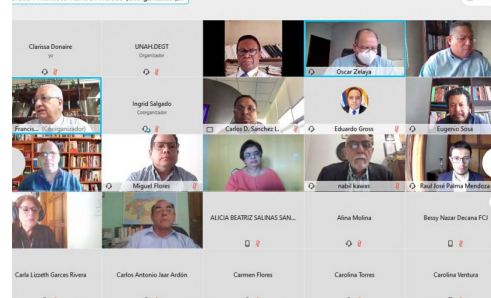 Clarissa Donaire
yo
UNAH.DEGT
Organizador
Oscar Zelaya
Francis... (Coorganizador)
Ingrid Salgado
Coorganizador
Carlos D. Sánchez L.
Eduardo Gross
Eugenio Sosa
Miguel Flores
nabil kawas
Raul José Palma Mendoza
ALICIA BEATRIZ SALINAS SAN...
Alina Molina
Bessy Nazar Decana FCJ
Carla Lizzeth Garces Rivera
Carlos Antonio Jaar Ardón
Carmen Flores
Carolina Torres
Carolina Ventura